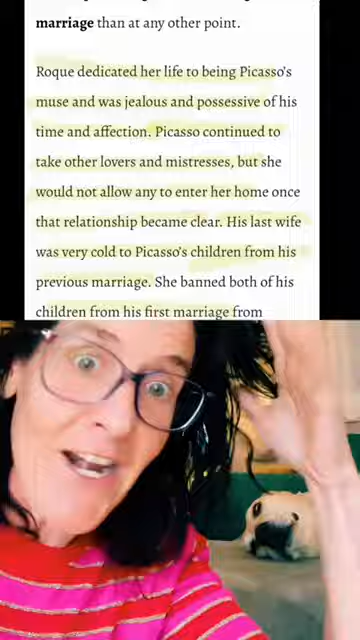 marriage than at any other point.
Roque dedicated her life to being Picasso's
muse and was jealous and possessive of his
time and affection. Picasso continued to
take other lovers and mistresses, but she
would not allow any to enter her home once
that relationship became clear. His last wife
was very cold to Picasso's children from his
previous marriage. She banned both of his
children from his first marriage from